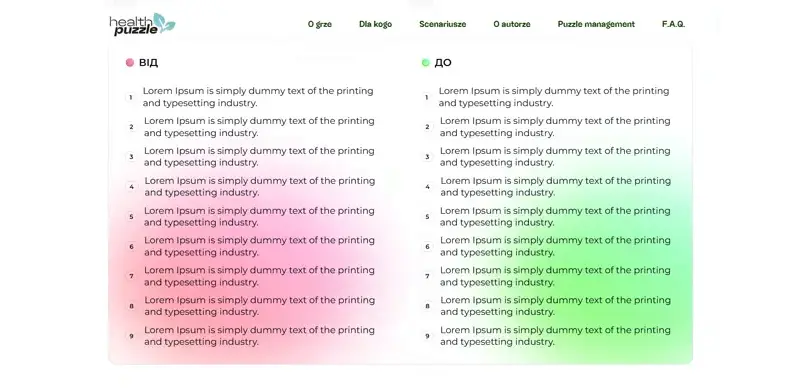 health
puzzle
O grze
Dla kogo
Scenariusze
O autorze
Puzzle management
F.A.Q.
ВІД
1 Lorem Ipsum is simply dummy text of the printing
and typesetting industry.
2 Lorem Ipsum is simply dummy text of the printing
and typesetting industry.
3 Lorem Ipsum is simply dummy text of the printing
and typesetting industry.
4 Lorem Ipsum is simply dummy text of the printing
and typesetting industry.
5 Lorem Ipsum is simply dummy text of the printing
and typesetting industry.
6 Lorem Ipsum is simply dummy text of the printing
and typesetting industry.
7 Lorem Ipsum is simply dummy text of the printing
and typesetting industry.
8 Lorem Ipsum is simply dummy text of the printing
and typesetting industry.
9 Lorem Ipsum is simply dummy text of the printing
and typesetting industry.
ДО
1 Lorem Ipsum is simply dummy text of the printing
and typesetting industry.
2 Lorem Ipsum is simply dummy text of the printing
and typesetting industry.
3 Lorem Ipsum is simply dummy text of the printing
and typesetting industry.
4 Lorem Ipsum is simply dummy text of the printing
and typesetting industry.
5 Lorem Ipsum is simply dummy text of the printing
and typesetting industry.
6 Lorem Ipsum is simply dummy text of the printing
and typesetting industry.
7 Lorem Ipsum is simply dummy text of the printing
and typesetting industry.
8 Lorem Ipsum is simply dummy text of the printing
and typesetting industry.
9 Lorem Ipsum is simply dummy text of the printing
and typesetting industry.